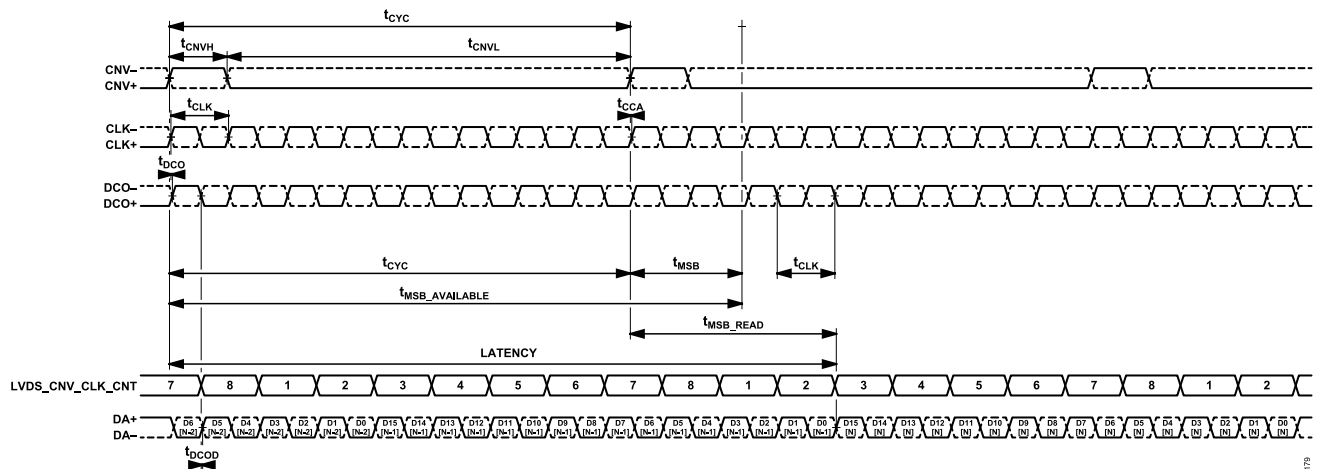 tCYC
tCNVH
tCNVL
CNV–
CNV+
tCLK
tCCA
CLK–
CLK+
tDCO
DCO–
DCO+
tCYC
tMSB
tCLK
tMSB_AVAILABLE
tMSB_READ
LATENCY
LVDS_CNV_CLK_CNT 7 8 1 2 3 4 5 6 7 8 1 2 3 4 5 6 7 8 1 2
DA+ D6 D5 D4 D3 D2 D1 D0 D15 D14 D13 D12 D11 D10 D9 D8 D7 D6 D5 D4 D3 D2 D1 D0 D15 D14 D13 D12 D11 D10 D9 D8 D7 D6 D5 D4 D3 D2 D1 D0
DA– [N-2] [N-2] [N-2] [N-2] [N-2] [N-2] [N-2] [N-1] [N-1] [N-1] [N-1] [N-1] [N-1] [N-1] [N-1] [N-1] [N-1] [N-1] [N-1] [N-1] [N-1] [N-1] [N-1] [N] [N] [N] [N] [N] [N] [N] [N] [N] [N] [N] [N] [N] [N] [N] [N]
tDCOD
179